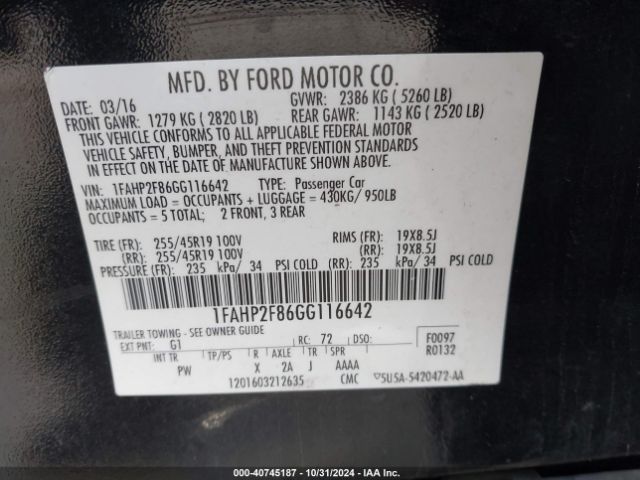 MFD. BY FORD MOTOR CO.
DATE: 03/16 GVWR: 2386 KG ( 5260 LB)
FRONT GAWR: 1279 KG ( 2820 LB) REAR GAWR: 1143 KG ( 2520 LB)
THIS VEHICLE CONFORMS TO ALL APPLICABLE FEDERAL MOTOR
VEHICLE SAFETY, BUMPER, AND THEFT PREVENTION STANDARDS
IN EFFECT ON THE DATE OF MANUFACTURE SHOWN ABOVE.
VIN: 1FAHP2F86GG116642 TYPE: Passenger Car
MAXIMUM LOAD = OCCUPANTS + LUGGAGE = 430KG/ 950LB
OCCUPANTS = 5 TOTAL; 2 FRONT, 3 REAR
TIRE (FR): 255/45R19 100V RIMS (FR): 19X8.5J
(RR): 255/45R19 100V (RR): 19X8.5J
PRESSURE (FR): 235 kPa/ 34 PSI COLD (RR): 235 kPa/ 34 PSI COLD
1FAHP2F86GG116642
TRAILER TOWING - SEE OWNER GUIDE
EXT PNT: G1 RC: 72 DSO: F0097
R0132
INT TR TP/PS R AXLE TR SPR
PW X 2A J AAAA
1201603212635 CMC ▽5USA-5420472-AA
000-40745187 - 10/31/2024 - IAA Inc.